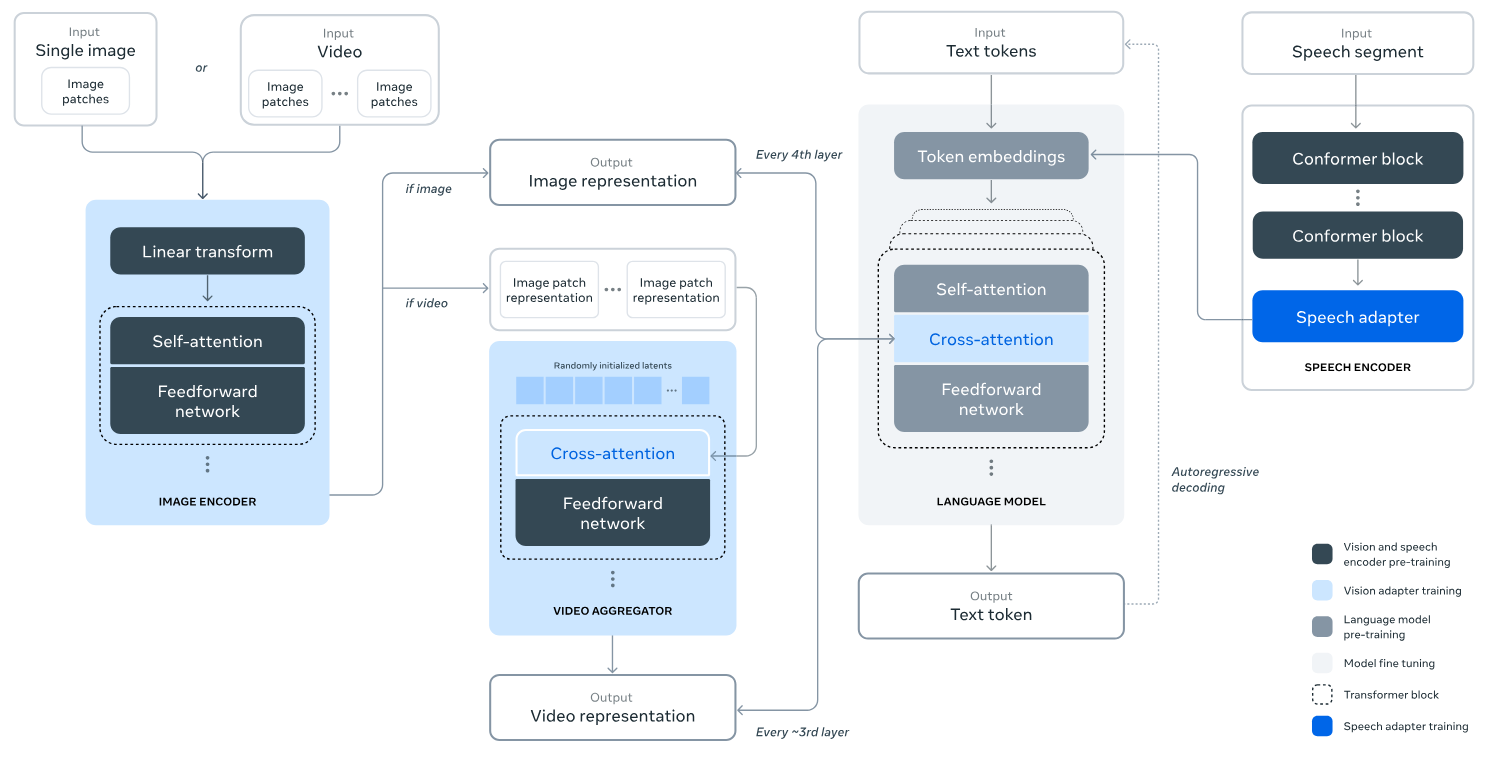 Input
Single image
Image
patches
or
Input
Video
Image
patches
...
Image
patches
Linear transform
Self-attention
Feedforward
network
IMAGE ENCODER
if image
if video
Output
Image representation
Image patch
representation
...
Image patch
representation
Randomly initialized latents
...
Cross-attention
Feedforward
network
VIDEO AGGREGATOR
Output
Video representation
Every 4th layer
Every ~3rd layer
Input
Text tokens
Token embeddings
Self-attention
Cross-attention
Feedforward
network
LANGUAGE MODEL
Output
Text token
Autoregressive
decoding
Input
Speech segment
Conformer block
Conformer block
Speech adapter
SPEECH ENCODER
Vision and speech
encoder pre-training
Vision adapter training
Language model
pre-training
Model fine tuning
Transformer block
Speech adapter training